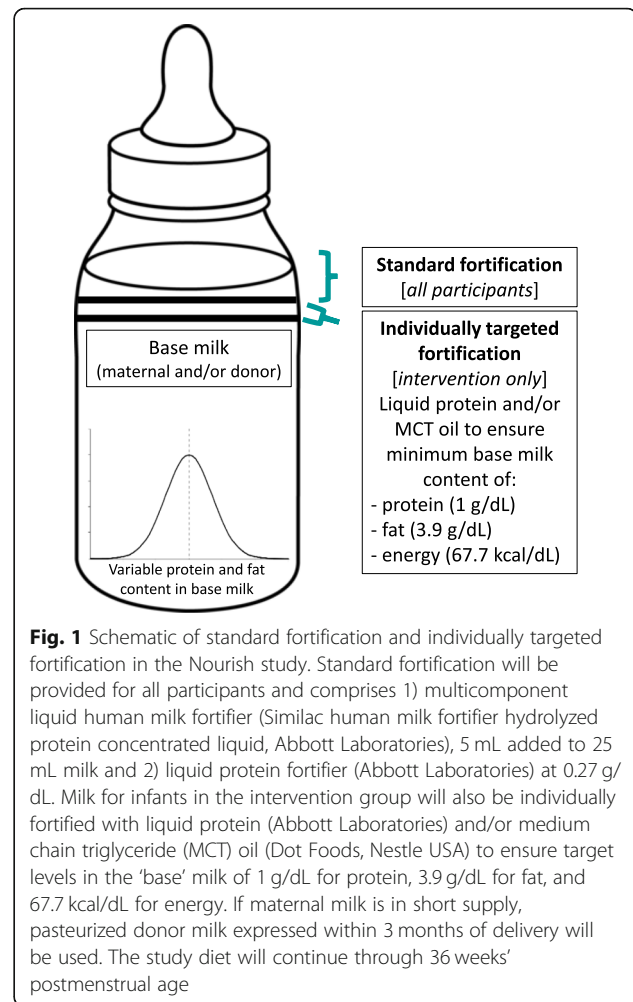 Standard fortification
[all participants]
Individually targeted
fortification
[intervention only]
Liquid protein and/or
MCT oil to ensure
minimum base milk
content of:
- protein (1 g/dL)
- fat (3.9 g/dL)
- energy (67.7 kcal/dL)
Base milk
(maternal and/or donor)
Variable protein and fat
content in base milk
Fig. 1 Schematic of standard fortification and individually targeted
fortification in the Nourish study. Standard fortification will be
provided for all participants and comprises 1) multicomponent
liquid human milk fortifier (Similac human milk fortifier hydrolyzed
protein concentrated liquid, Abbott Laboratories), 5 mL added to 25
mL milk and 2) liquid protein fortifier (Abbott Laboratories) at 0.27 g/
dL. Milk for infants in the intervention group will also be individually
fortified with liquid protein (Abbott Laboratories) and/or medium
chain triglyceride (MCT) oil (Dot Foods, Nestle USA) to ensure target
levels in the ‘base’ milk of 1 g/dL for protein, 3.9 g/dL for fat, and
67.7 kcal/dL for energy. If maternal milk is in short supply,
pasteurized donor milk expressed within 3 months of delivery will
be used. The study diet will continue through 36 weeks’
postmenstrual age